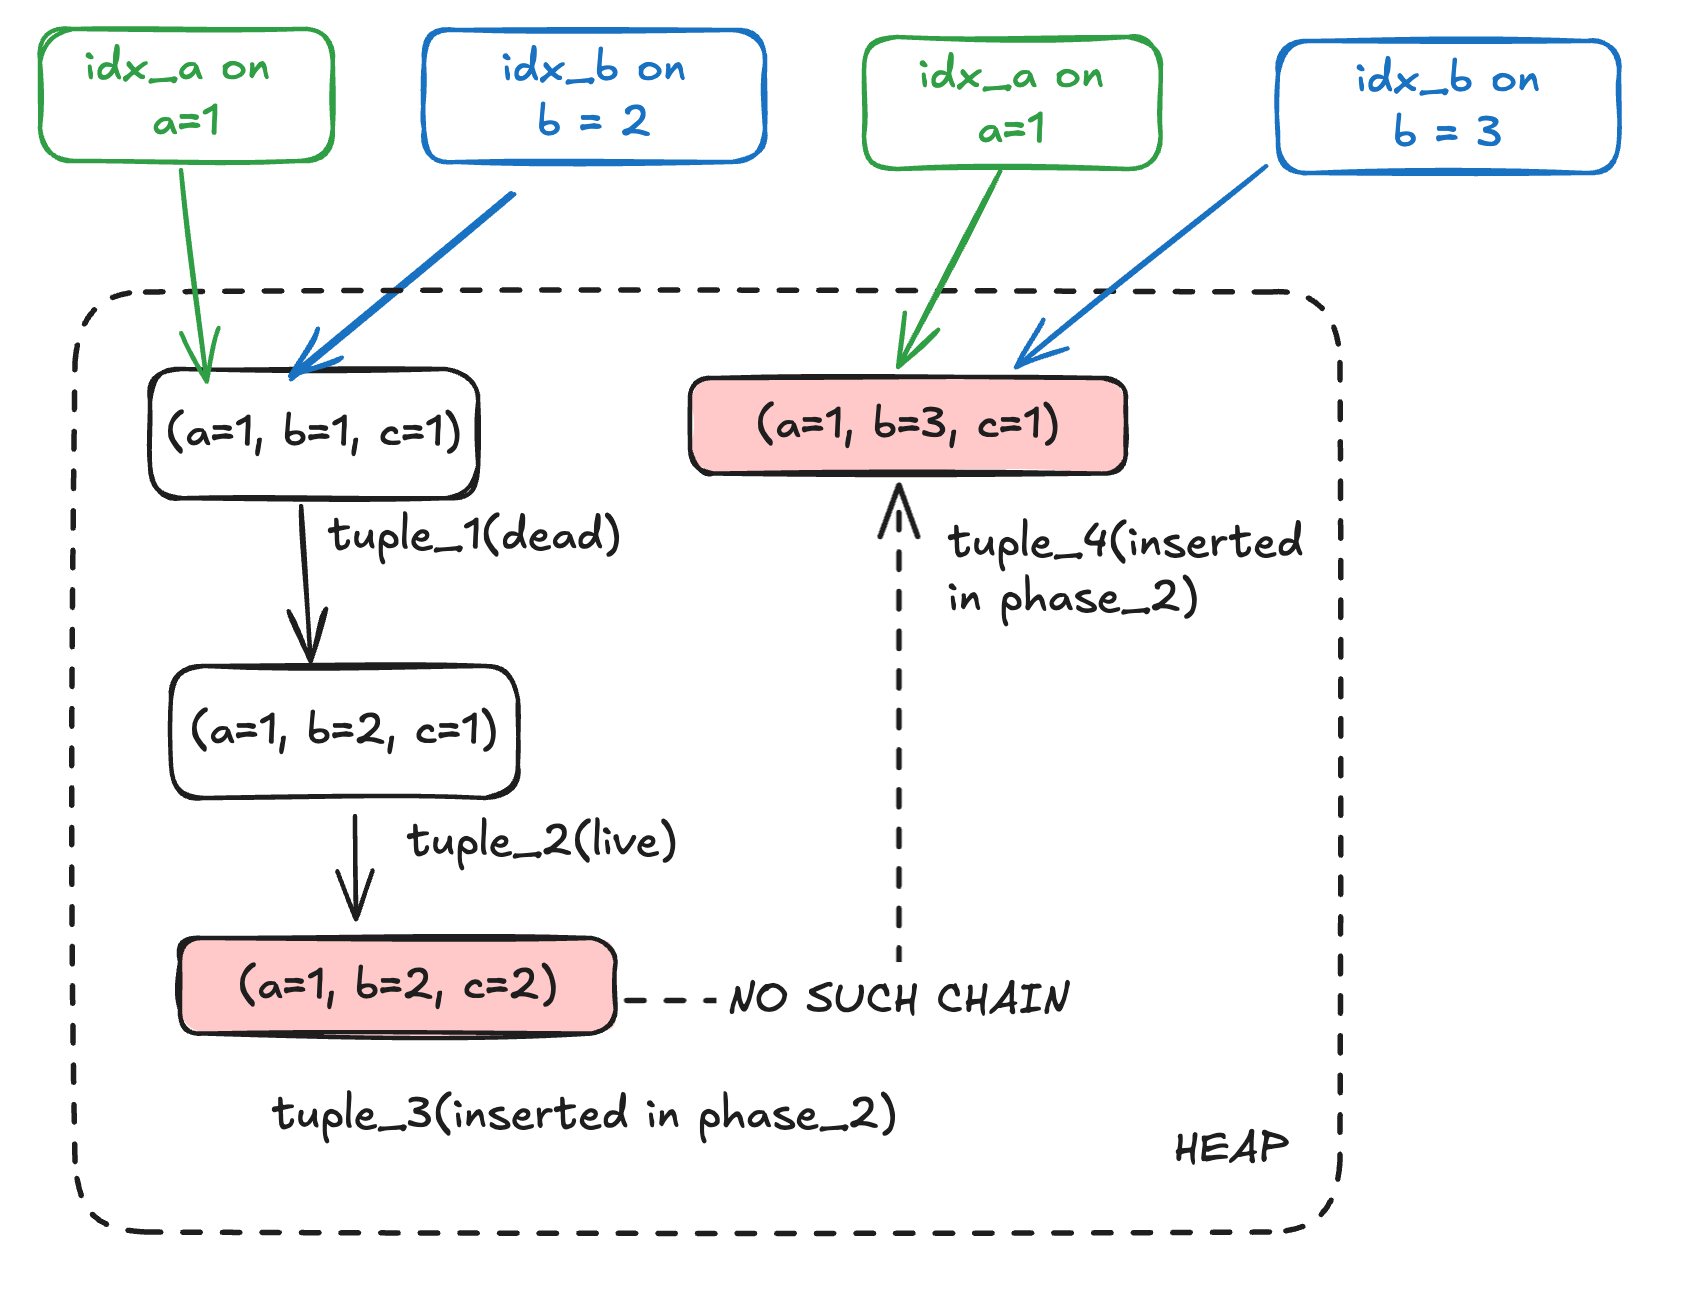 idx_a on
a=1
idx_b on
b = 2
idx_a on
a=1
idx_b on
b = 3
(a=1, b=1, c=1)
(a=1, b=3, c=1)
tuple_1(dead)
tuple_4(inserted
in phase_2)
(a=1, b=2, c=1)
tuple_2(live)
(a=1, b=2, c=2)
NO SUCH CHAIN
tuple_3(inserted in phase_2)
HEAP